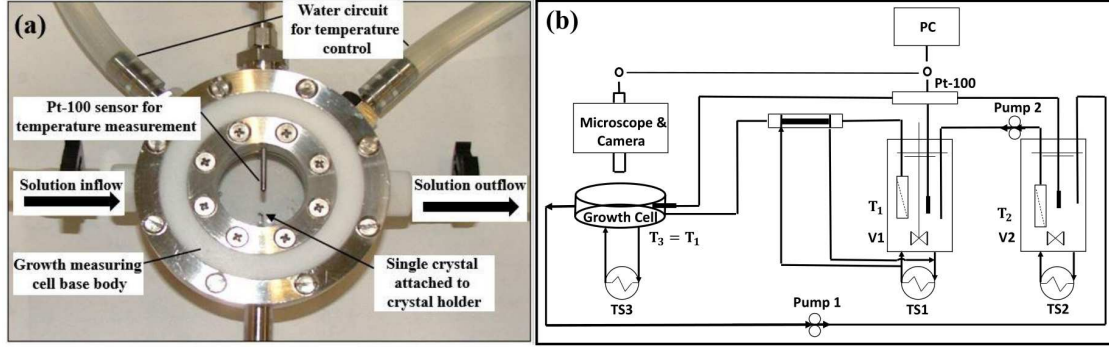 (a)
Water circuit
for temperature
control
Pt-100 sensor for
temperature measurement
Solution inflow
Solution outflow
Growth measuring
cell base body
Single crystal
attached to
crystal holder
(b)
PC
Pt-100
Pump 2
Microscope &
Camera
Growth Cell
T₃ = T₁
T₁
V1
T₂
V2
TS3
Pump 1
TS1
TS2